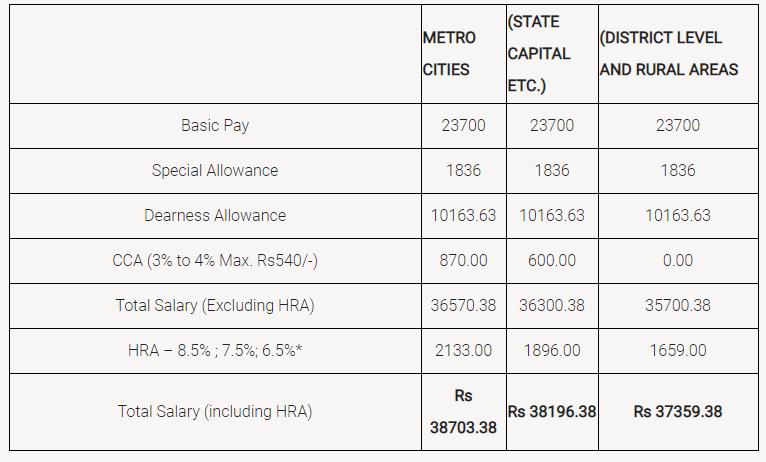 METRO CITIES	(STATE CAPITAL ETC.)	(DISTRICT LEVEL AND RURAL AREAS
Basic Pay	23700	23700	23700
Special Allowance	1836	1836	1836
Dearness Allowance	10163.63	10163.63	10163.63
CCA (3% to 4% Max. Rs540/-)	870.00	600.00	0.00
Total Salary (Excluding HRA)	36570.38	36300.38	35700.38
HRA – 8.5% ; 7.5%; 6.5%*	2133.00	1896.00	1659.00
Total Salary (including HRA)	Rs 38703.38	Rs 38196.38	Rs 37359.38